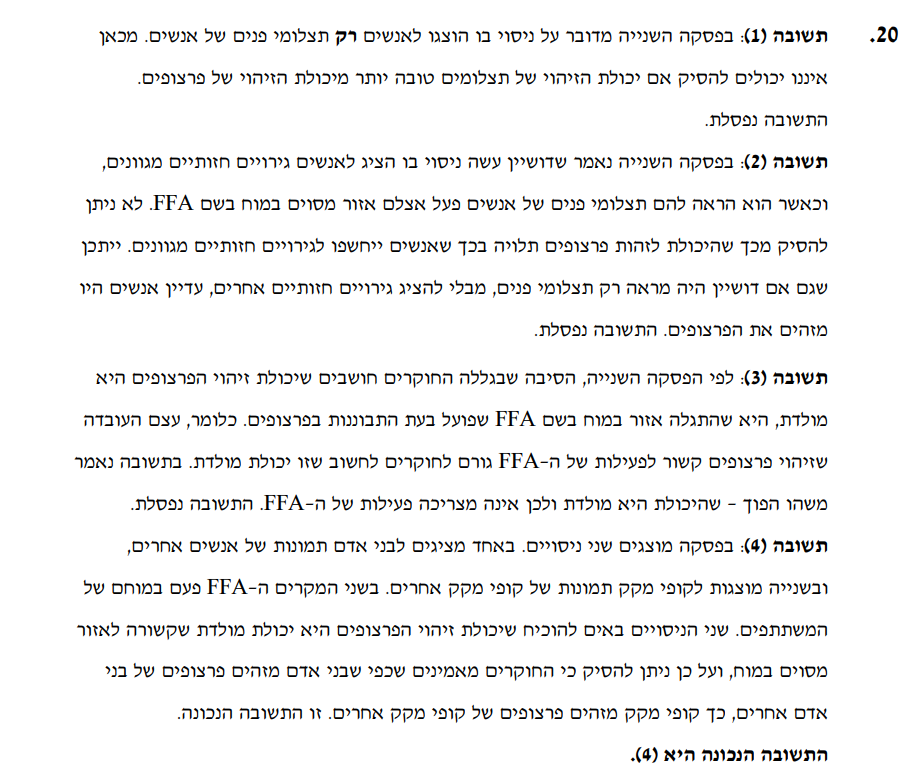 20. תשובה (1): בפסקה השנייה מדובר על ניסוי בו הוצגו לאנשים רק תצלומי פנים של אנשים. מכאן
איננו יכולים להסיק אם יכולת הזיהוי של תצלומים טובה יותר מיכולת הזיהוי של פרצופים.
התשובה נפסלת.
תשובה (2): בפסקה השנייה נאמר שדושיין עשה ניסוי בו הציג לאנשים גירויים חזותיים מגוונים,
וכאשר הוא הראה להם תצלומי פנים של אנשים פעל אצלם אזור מסוים במוח בשם FFA. לא ניתן
להסיק מכך שהיכולת לזהות פרצופים תלויה בכך שאנשים ייחשפו לגירויים חזותיים מגוונים. ייתכן
שגם אם דושיין היה מראה רק תצלומי פנים, מבלי להציג גירויים חזותיים אחרים, עדיין אנשים היו
מזהים את הפרצופים. התשובה נפסלת.
תשובה (3): לפי הפסקה השנייה, הסיבה שבגללה החוקרים חושבים שיכולת זיהוי הפרצופים היא
מולדת, היא שהתגלה אזור במוח בשם FFA שפועל בעת התבוננות בפרצופים. כלומר, עצם העובדה
שזיהוי פרצופים קשור לפעילות של ה-FFA גורם לחוקרים לחשוב שזו יכולת מולדת. בתשובה נאמר
משהו הפוך - שהיכולת היא מולדת ולכן אינה מצריכה פעילות של ה-FFA. התשובה נפסלת.
תשובה (4): בפסקה מוצגים שני ניסויים. באחד מציגים לבני אדם תמונות של אנשים אחרים,
ובשנייה מוצגות לקופי מקק תמונות של קופי מקק אחרים. בשני המקרים ה-FFA פעם במוחם של
המשתתפים. שני הניסויים באים להוכיח שיכולת זיהוי הפרצופים היא יכולת מולדת שקשורה לאזור
מסוים במוח, ועל כן ניתן להסיק כי החוקרים מאמינים שכפי שבני אדם מזהים פרצופים של בני
אדם אחרים, כך קופי מקק מזהים פרצופים של קופי מקק אחרים. זו התשובה הנכונה.
התשובה הנכונה היא (4).